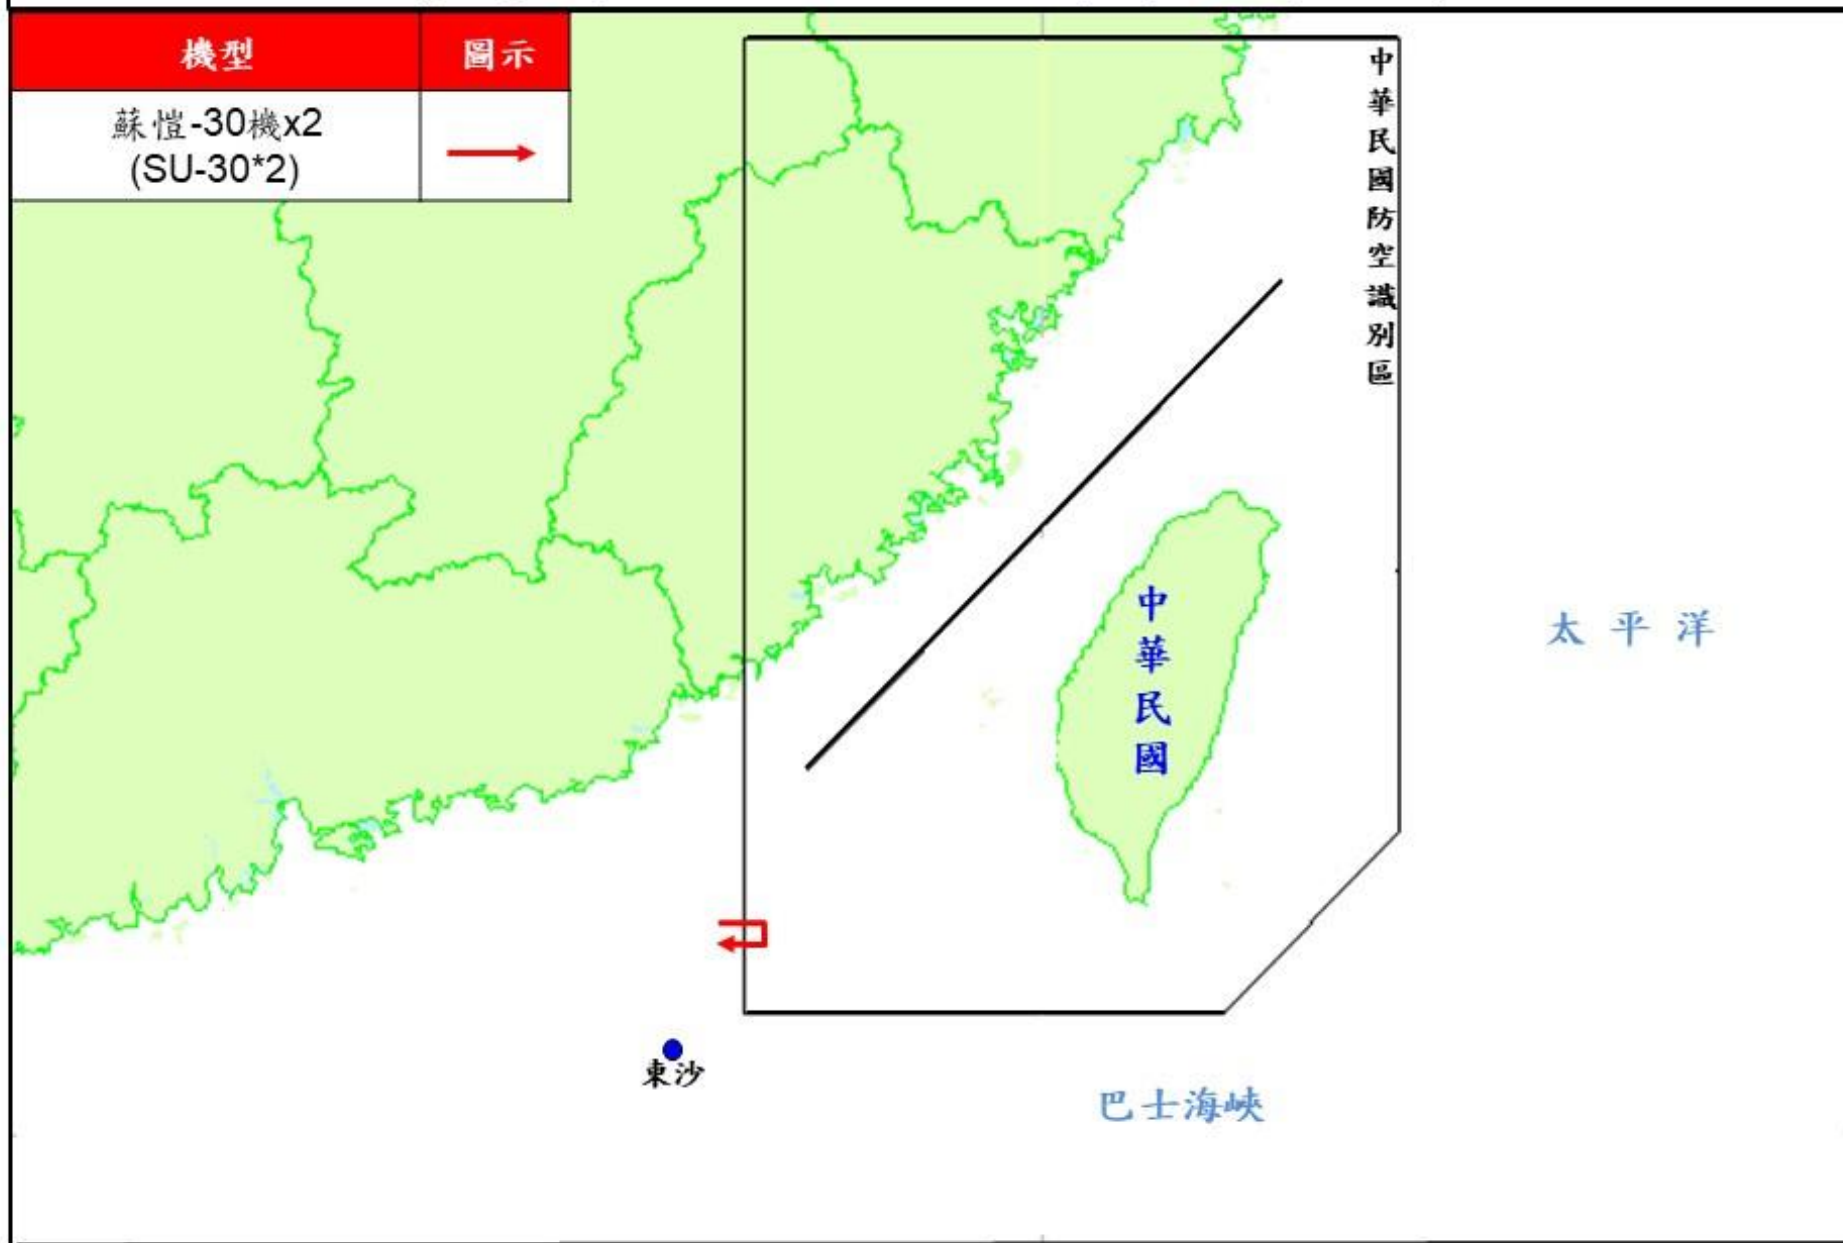 機型
圖示
蘇愷-30機x2
(SU-30*2)
中華民國防空識別區
中華民國
太平洋
東沙
巴士海峽